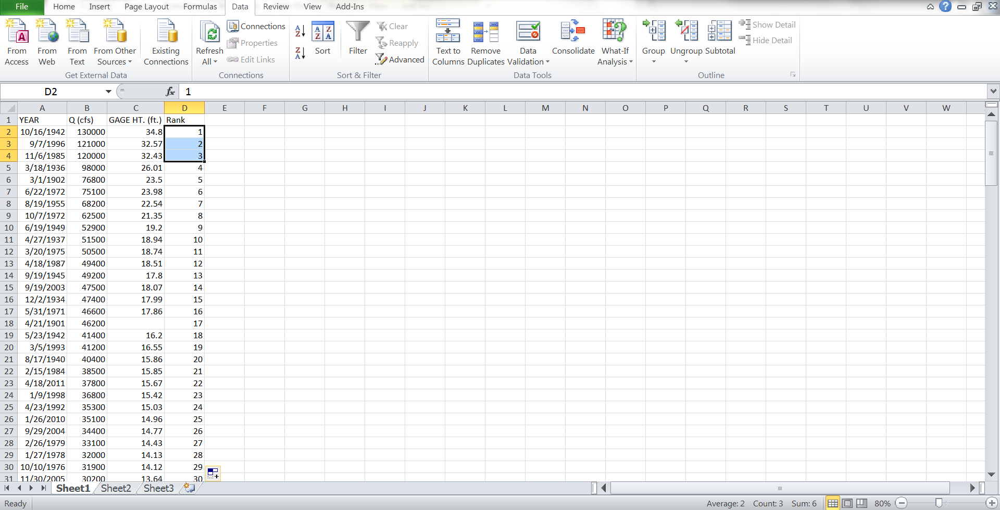 File Home Insert Page Layout Formulas Data Review View Add-Ins
From Access From Web From Text From Other Sources Existing Connections Refresh All Connections Properties Edit Links Sort Filter Clear Reapply Advanced Text to Columns Remove Duplicates Data Validation Consolidate What-If Analysis Group Ungroup Subtotal Show Detail Hide Detail
Get External Data Connections Sort & Filter Data Tools Outline
D2 fx 1
A B C D E F G H I J K L M N O P Q R S T U V W
1 YEAR Q (cfs) GAGE HT. (ft.) Rank
2 10/16/1942 130000 34.8 1
3 9/7/1996 121000 32.57 2
4 11/6/1985 120000 32.43 3
5 3/18/1936 98000 26.01 4
6 3/1/1902 76800 23.5 5
7 6/22/1972 75100 23.98 6
8 8/19/1955 68200 22.54 7
9 10/7/1972 62500 21.35 8
10 6/19/1949 52900 19.2 9
11 4/27/1937 51500 18.94 10
12 3/20/1975 50500 18.74 11
13 4/18/1987 49400 18.51 12
14 9/19/1945 49200 17.8 13
15 9/19/2003 47500 18.07 14
16 12/2/1934 47400 17.99 15
17 5/31/1971 46600 17.86 16
18 4/21/1901 46200 17
19 5/23/1942 41400 16.2 18
20 3/5/1993 41200 16.55 19
21 8/17/1940 40400 15.86 20
22 2/15/1984 38500 15.85 21
23 4/18/2011 37800 15.67 22
24 1/9/1998 36800 15.42 23
25 4/23/1992 35300 15.03 24
26 1/26/2010 35100 14.96 25
27 9/29/2004 34400 14.77 26
28 2/26/1979 33100 14.43 27
29 1/27/1978 32000 14.13 28
30 10/10/1976 31900 14.12 29
31 11/30/2005 30200 13.64 30
Sheet1 Sheet2 Sheet3
Ready Average: 2 Count: 3 Sum: 6 80%